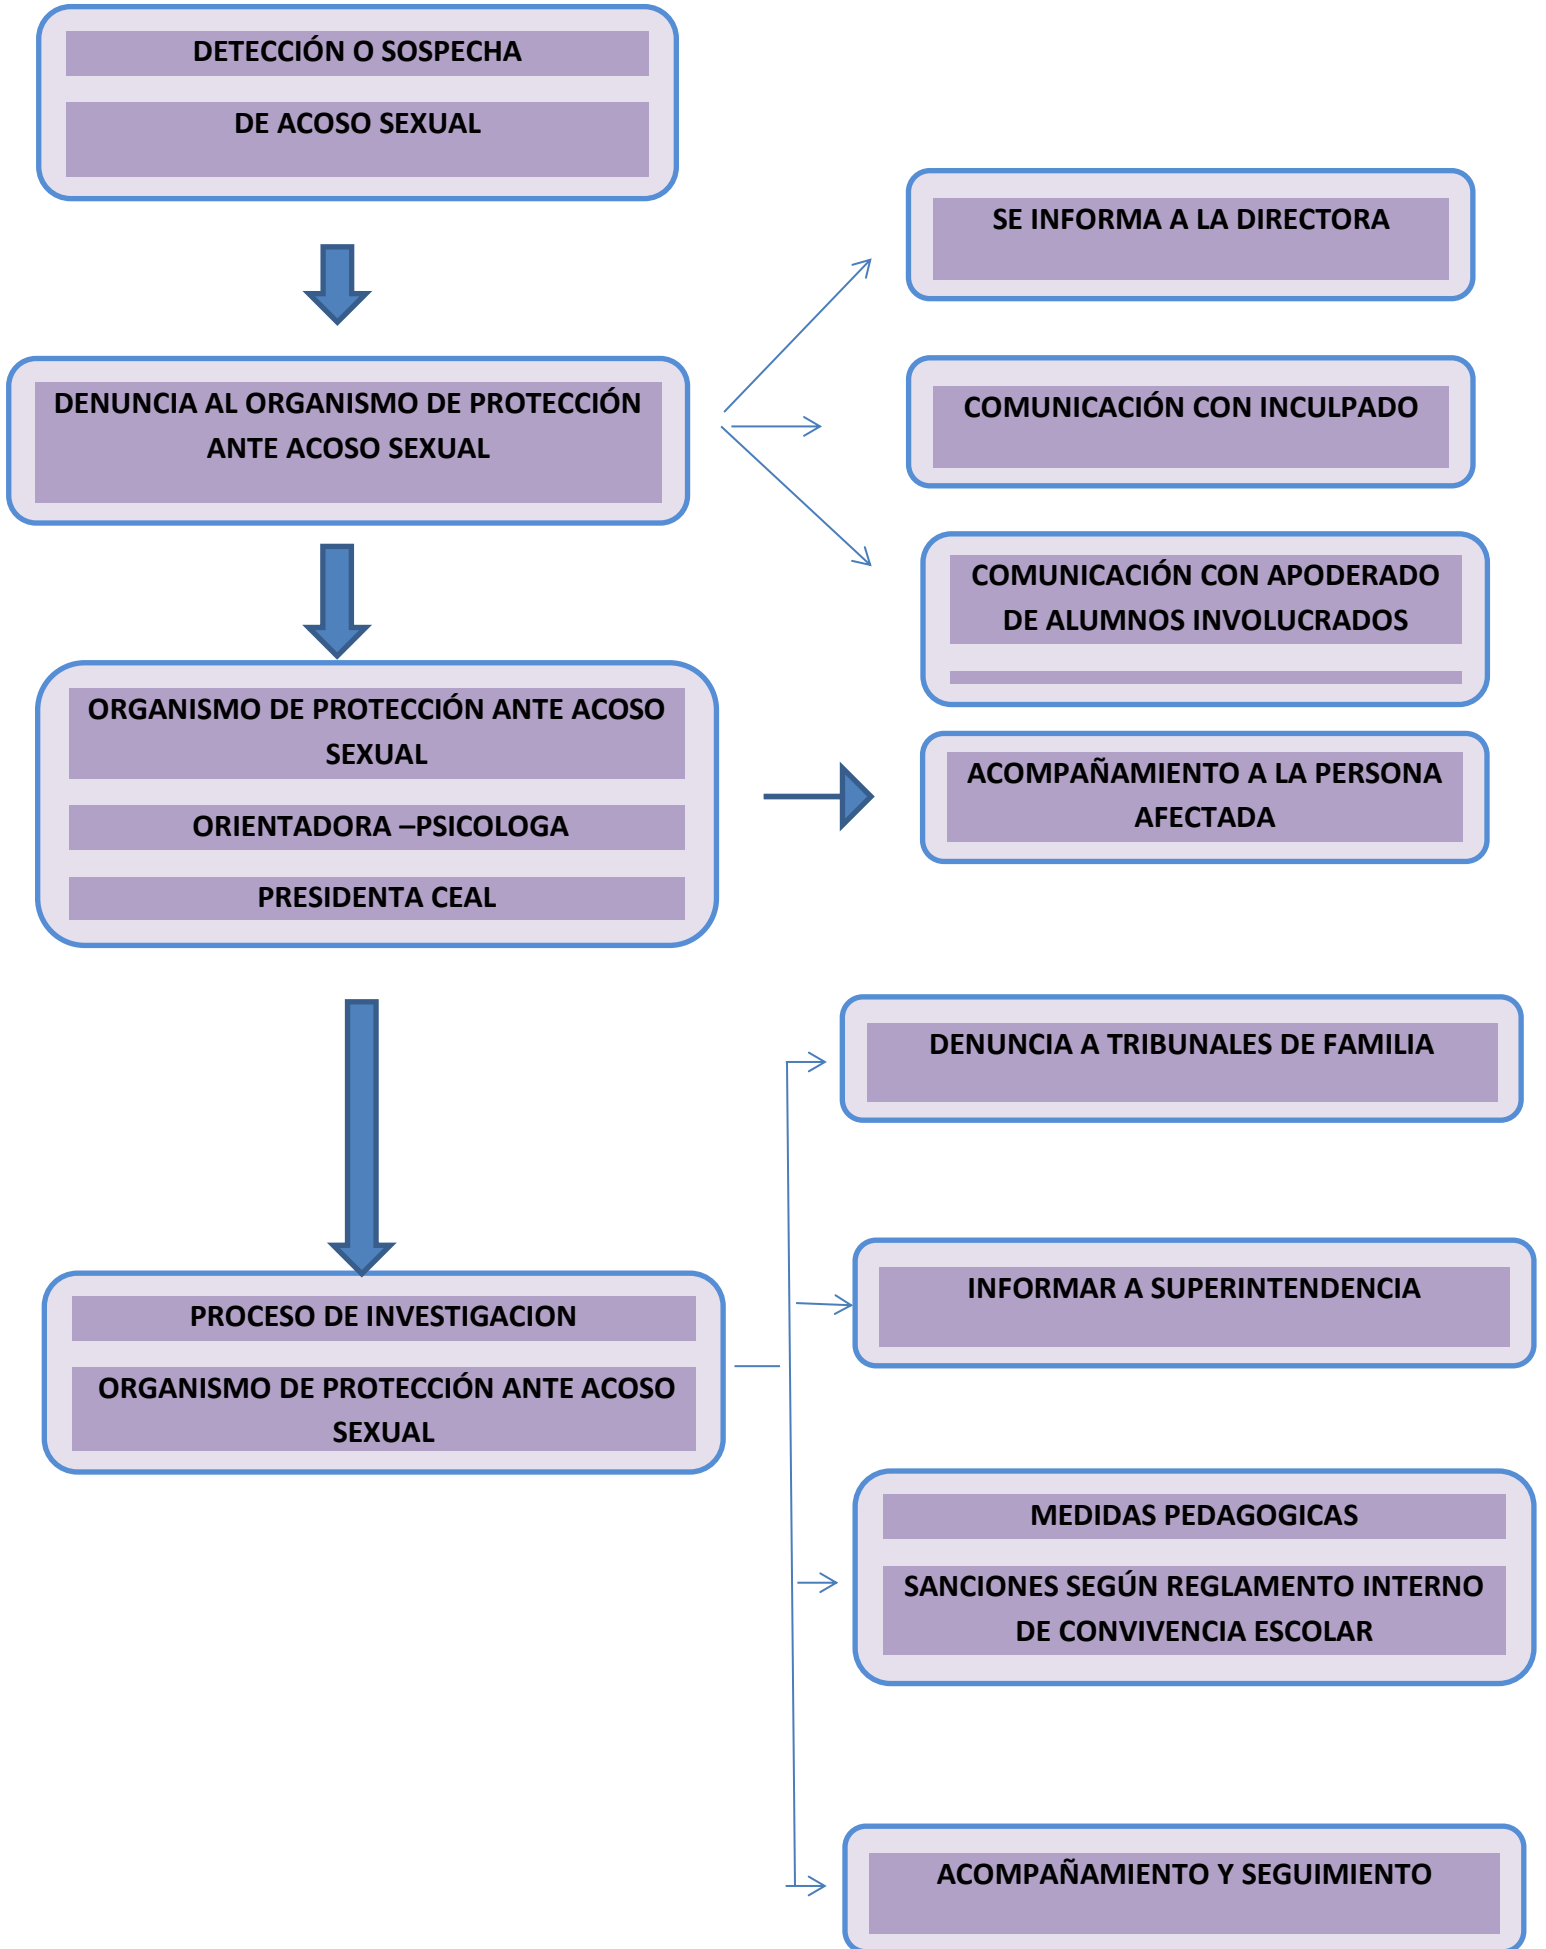 DETECCIÓN O SOSPECHA
DE ACOSO SEXUAL
SE INFORMA A LA DIRECTORA
DENUNCIA AL ORGANISMO DE PROTECCIÓN
ANTE ACOSO SEXUAL
COMUNICACIÓN CON INCULPADO
COMUNICACIÓN CON APODERADO
DE ALUMNOS INVOLUCRADOS
ORGANISMO DE PROTECCIÓN ANTE ACOSO
SEXUAL
ORIENTADORA –PSICOLOGA
PRESIDENTA CEAL
ACOMPAÑAMIENTO A LA PERSONA
AFECTADA
DENUNCIA A TRIBUNALES DE FAMILIA
INFORMAR A SUPERINTENDENCIA
PROCESO DE INVESTIGACION
ORGANISMO DE PROTECCIÓN ANTE ACOSO
SEXUAL
MEDIDAS PEDAGOGICAS
SANCIONES SEGÚN REGLAMENTO INTERNO
DE CONVIVENCIA ESCOLAR
ACOMPAÑAMIENTO Y SEGUIMIENTO